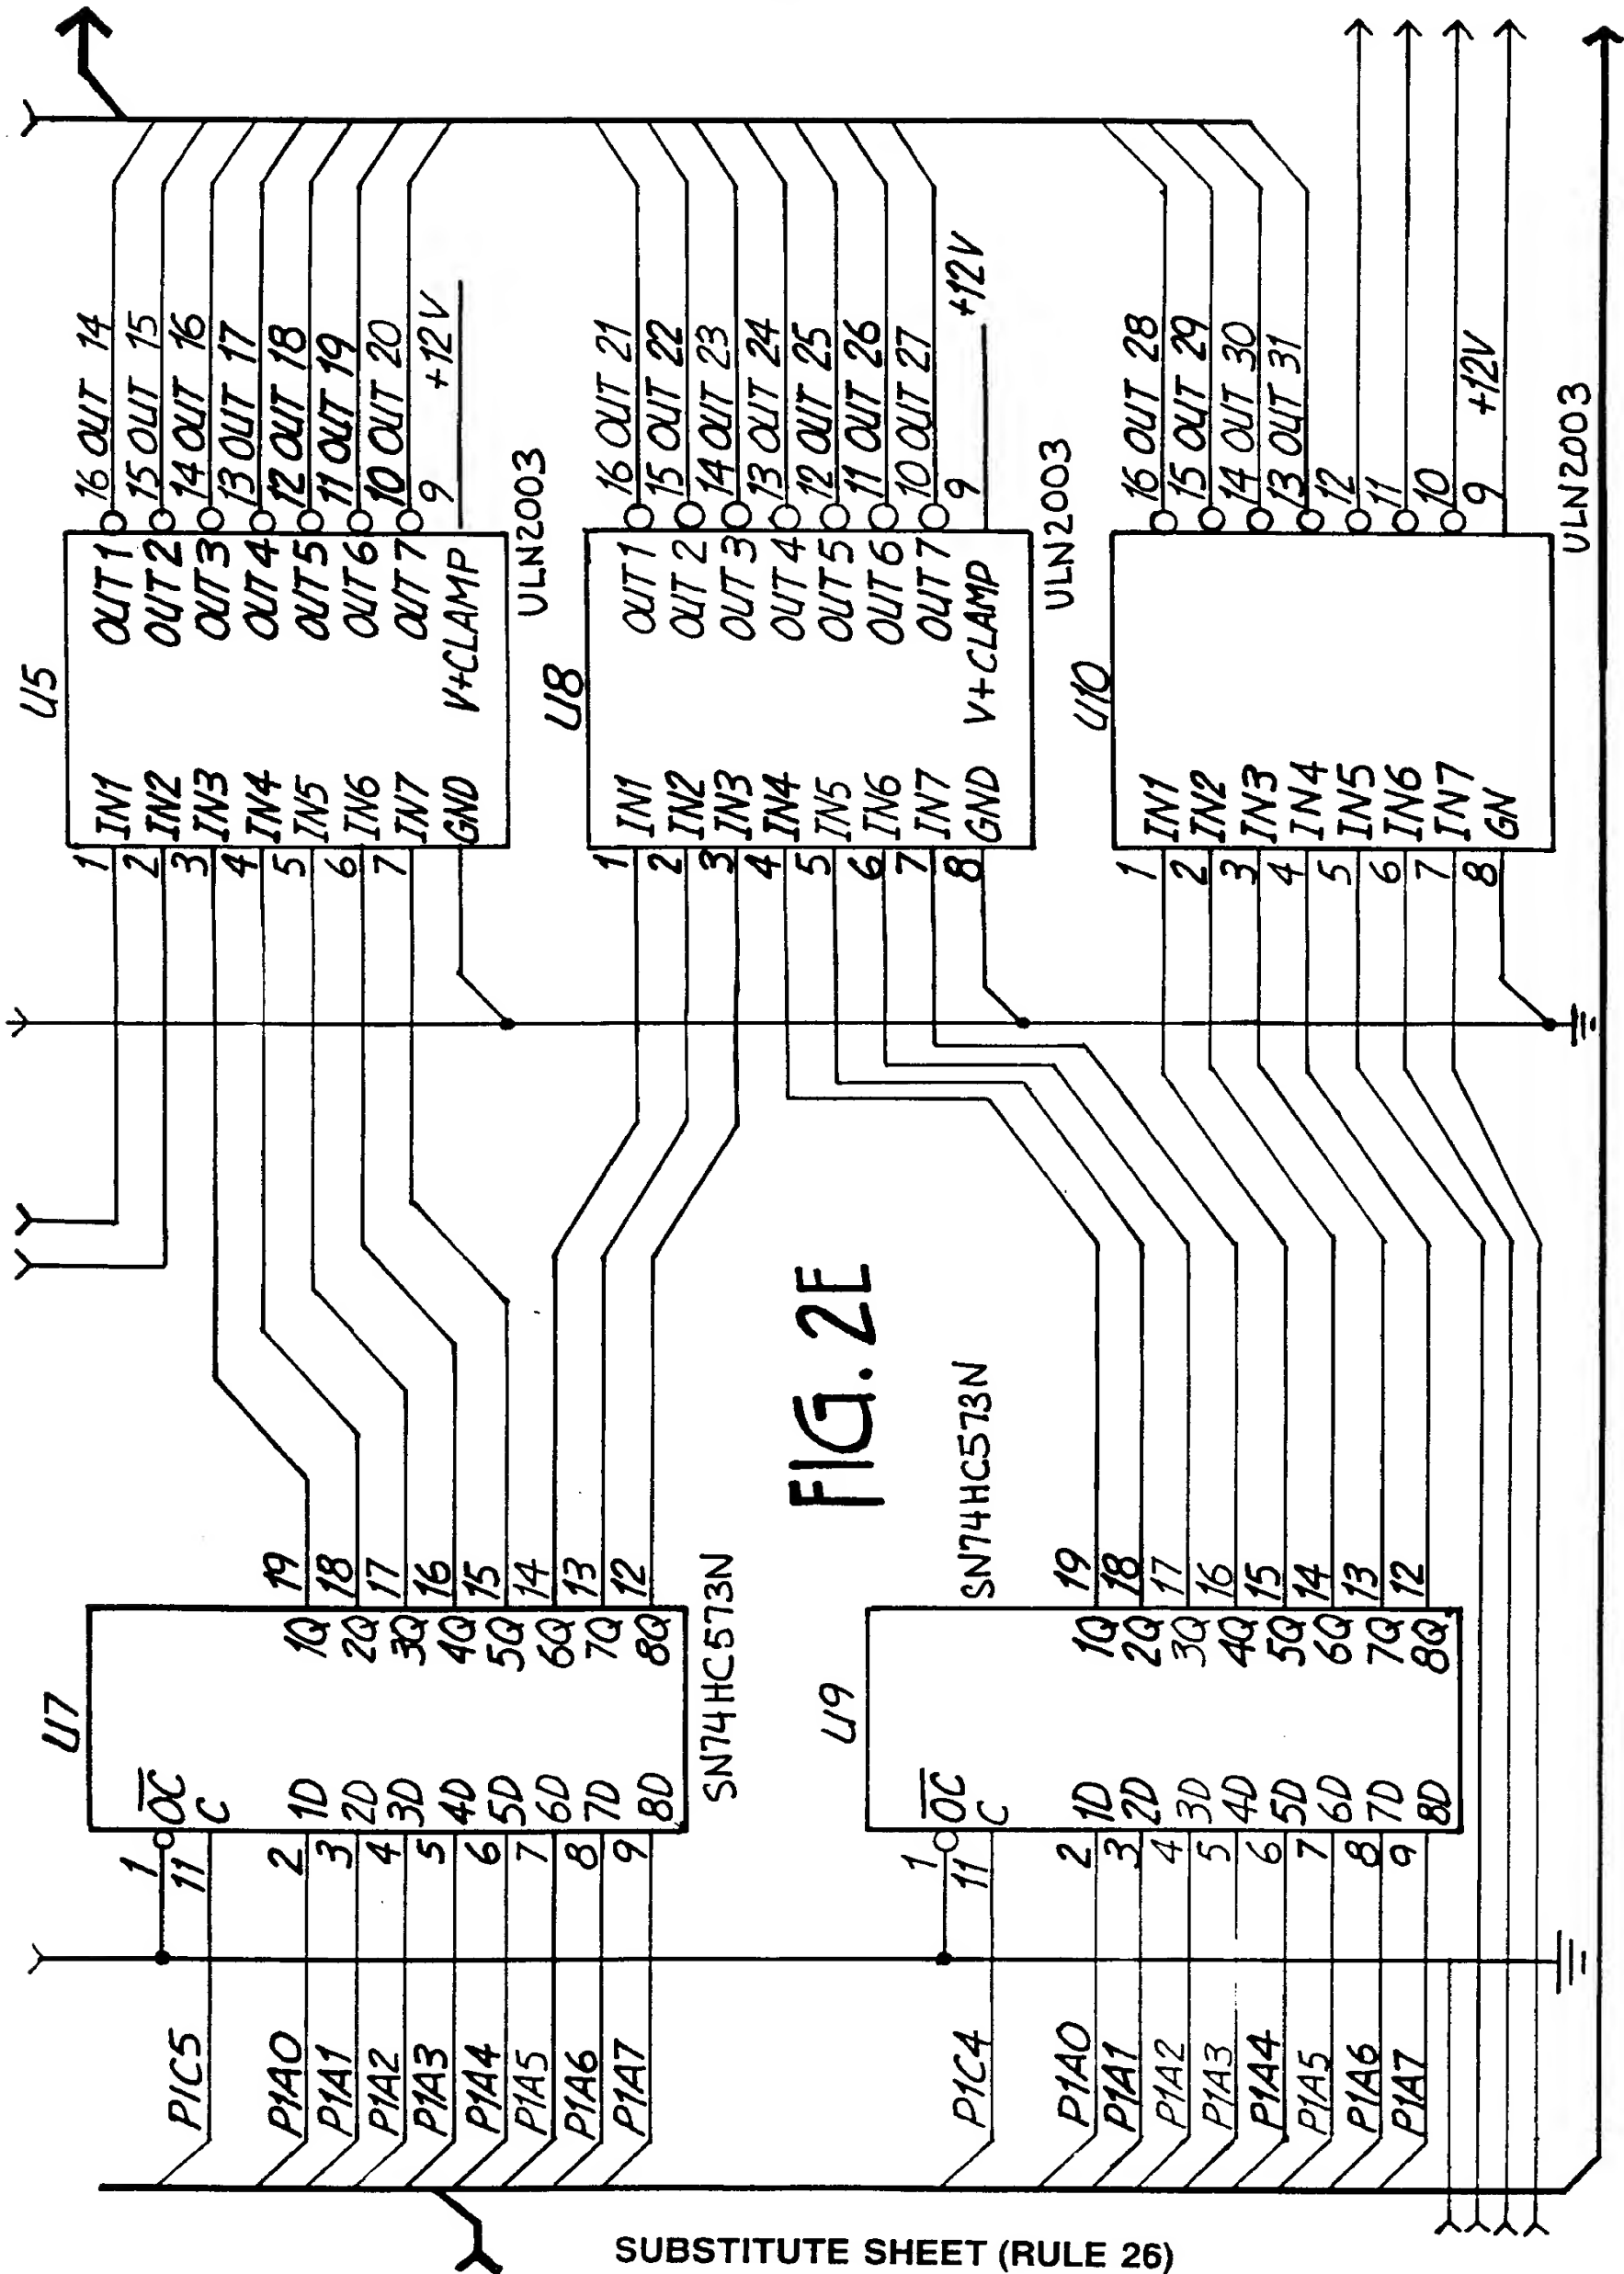 U5
1 IN1 OUT1 16 OUT 14
2 IN2 OUT2 15 OUT 15
3 IN3 OUT3 14 OUT 16
4 IN4 OUT4 13 OUT 17
5 IN5 OUT5 12 OUT 18
6 IN6 OUT6 11 OUT 19
7 IN7 OUT7 10 OUT 20
GND V+CLAMP 9 +12V
ULN2003
U8
1 IN1 OUT1 16 OUT 21
2 IN2 OUT2 15 OUT 22
3 IN3 OUT3 14 OUT 23
4 IN4 OUT4 13 OUT 24
5 IN5 OUT5 12 OUT 25
6 IN6 OUT6 11 OUT 26
7 IN7 OUT7 10 OUT 27
8 GND V+CLAMP 9 +12V
ULN2003
U10
1 IN1 16 OUT 28
2 IN2 15 OUT 29
3 IN3 14 OUT 30
4 IN4 13 OUT 31
5 IN5 12
6 IN6 11
7 IN7 10
8 GN 9 +12V
ULN2003
U7
1 OC
P1C5 11 C
P1A0 2 1D 1Q 19
P1A1 3 2D 2Q 18
P1A2 4 3D 3Q 17
P1A3 5 4D 4Q 16
P1A4 6 5D 5Q 15
P1A5 7 6D 6Q 14
P1A6 8 7D 7Q 13
P1A7 9 8D 8Q 12
SN74HC573N
FIG. 2E
U9
SN74HC573N
1 OC
P1C4 11 C
P1A0 2 1D 1Q 19
P1A1 3 2D 2Q 18
P1A2 4 3D 3Q 17
P1A3 5 4D 4Q 16
P1A4 6 5D 5Q 15
P1A5 7 6D 6Q 14
P1A6 8 7D 7Q 13
P1A7 9 8D 8Q 12
SUBSTITUTE SHEET (RULE 26)